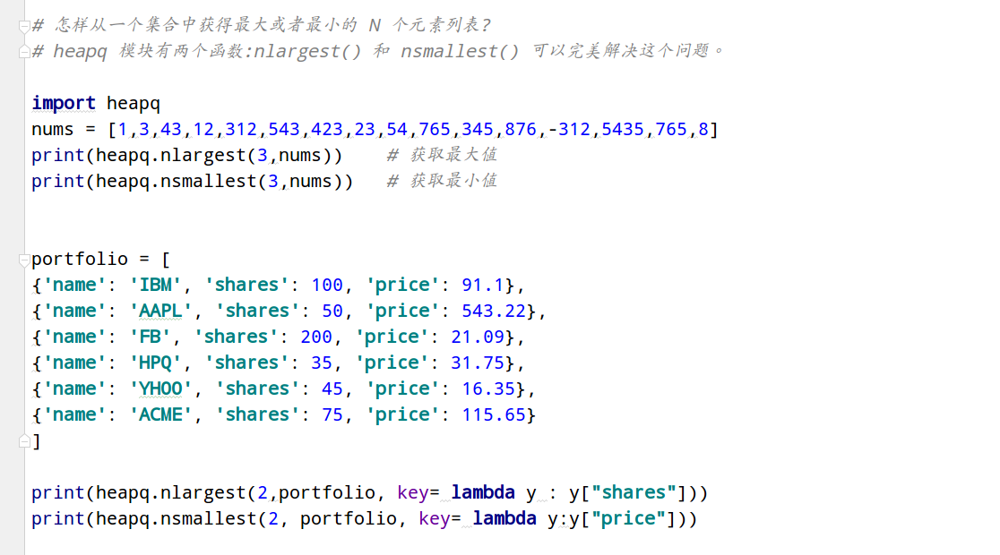 # 怎样从一个集合中获得最大或者最小的 N 个元素列表?
# heapq 模块有两个函数:nlargest() 和 nsmallest() 可以完美解决这个问题。
import heapq
nums = [1,3,43,12,312,543,423,23,54,765,345,876,-312,5435,765,8]
print(heapq.nlargest(3,nums))    # 获取最大值
print(heapq.nsmallest(3,nums))   # 获取最小值
portfolio = [
{'name': 'IBM', 'shares': 100, 'price': 91.1},
{'name': 'AAPL', 'shares': 50, 'price': 543.22},
{'name': 'FB', 'shares': 200, 'price': 21.09},
{'name': 'HPQ', 'shares': 35, 'price': 31.75},
{'name': 'YHOO', 'shares': 45, 'price': 16.35},
{'name': 'ACME', 'shares': 75, 'price': 115.65}
]
print(heapq.nlargest(2,portfolio, key= lambda y : y["shares"]))
print(heapq.nsmallest(2, portfolio, key= lambda y:y["price"]))